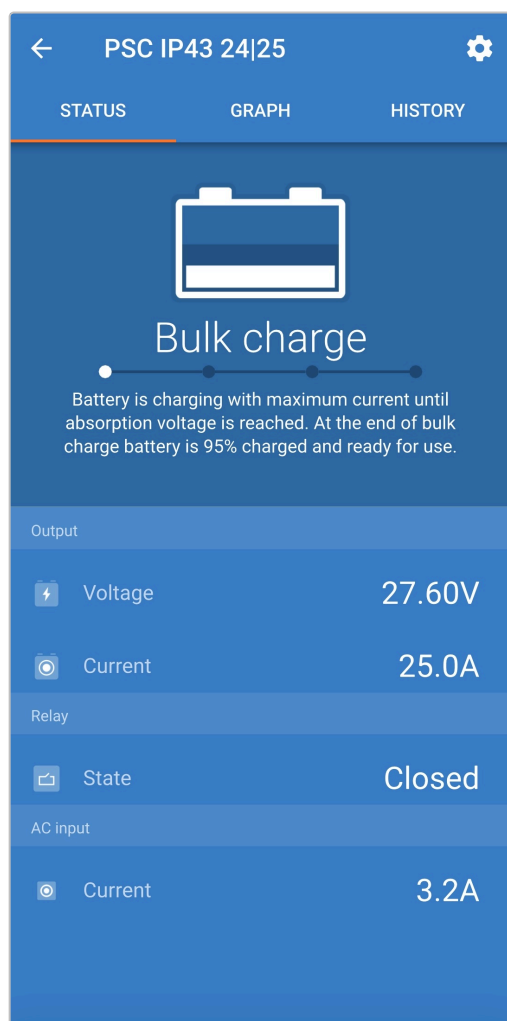 PSC IP43 24|25
STATUS GRAPH HISTORY
Bulk charge
Battery is charging with maximum current until
absorption voltage is reached. At the end of bulk
charge battery is 95% charged and ready for use.
Output
Voltage 27.60V
Current 25.0A
Relay
State Closed
AC input
Current 3.2A